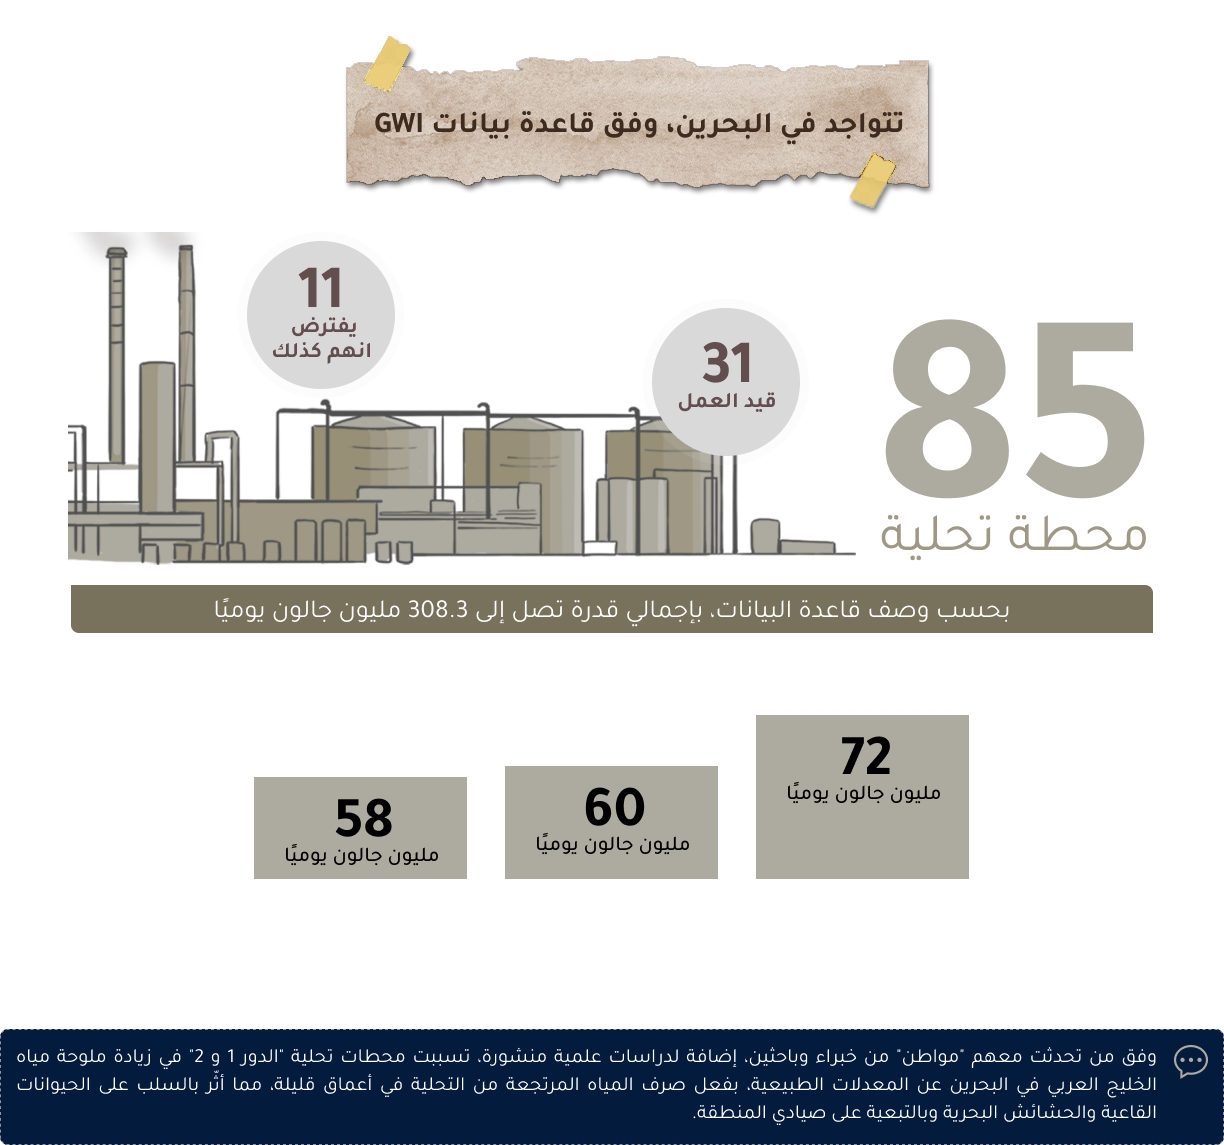 تتواجد في البحرين، وفق قاعدة بيانات GWI
85
محطة تحلية
31
قيد العمل
11
يفترض
انهم كذلك
بحسب وصف قاعدة البيانات، بإجمالي قدرة تصل إلى 308.3 مليون جالون يوميًا
72
مليون جالون يوميًا
60
مليون جالون يوميًا
58
مليون جالون يوميًا
وفق من تحدثت معهم "مواطن" من خبراء وباحثين، إضافة لدراسات علمية منشورة، تسببت محطات تحلية "الدور 1 و 2" في زيادة ملوحة مياه
الخليج العربي في البحرين عن المعدلات الطبيعية، بفعل صرف المياه المرتجعة من التحلية في أعماق قليلة، مما أثّر بالسلب على الحيوانات
القاعية والحشائش البحرية وبالتبعية على صيادي المنطقة.